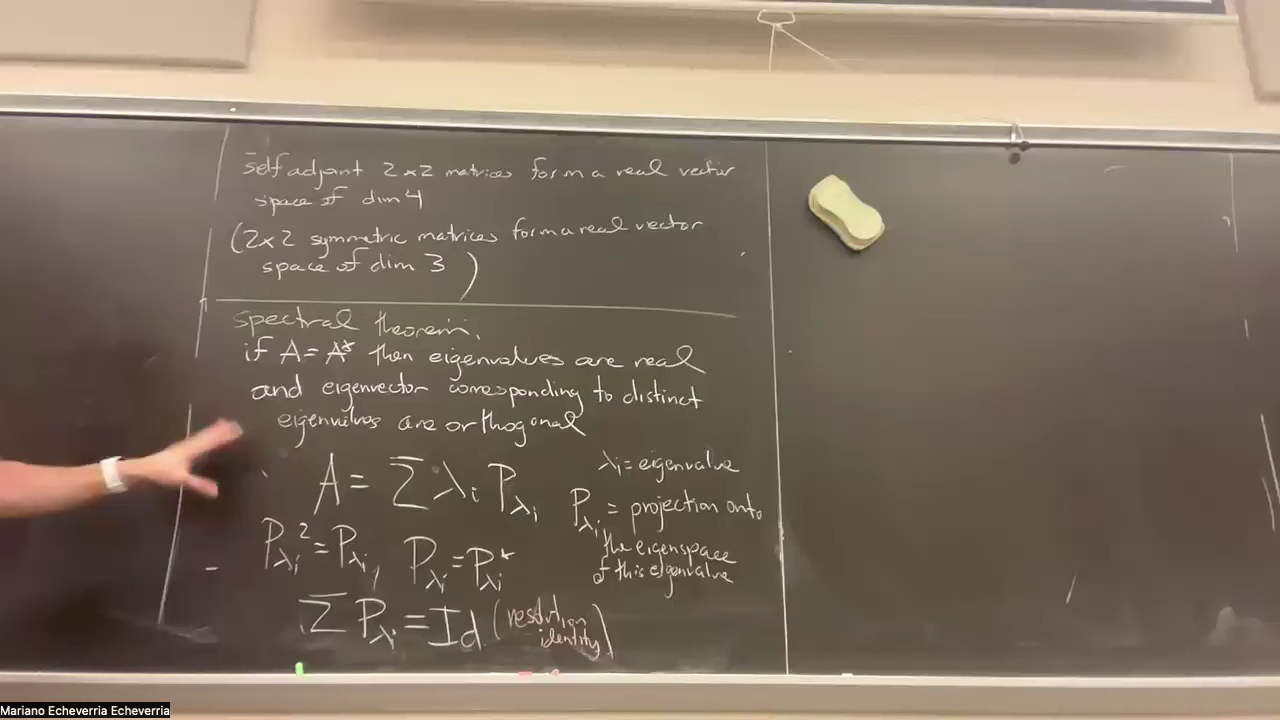 self adjoint 2×2 matrices form a real vector
space of dim 4
(2×2 symmetric matrices form a real vector
space of dim 3)
spectral theorem.
if A = A* then eigenvalues are real
and eigenvector corresponding to distinct
eigenvalues are orthogonal
A = Σ λi Pλi
λi = eigenvalue
Pλi = projection onto
the eigenspace
of this eigenvalue
Pλi² = Pλi, Pλi = Pλi*
Σ Pλi = Id (resolution
identity)
Mariano Echeverria Echeverria